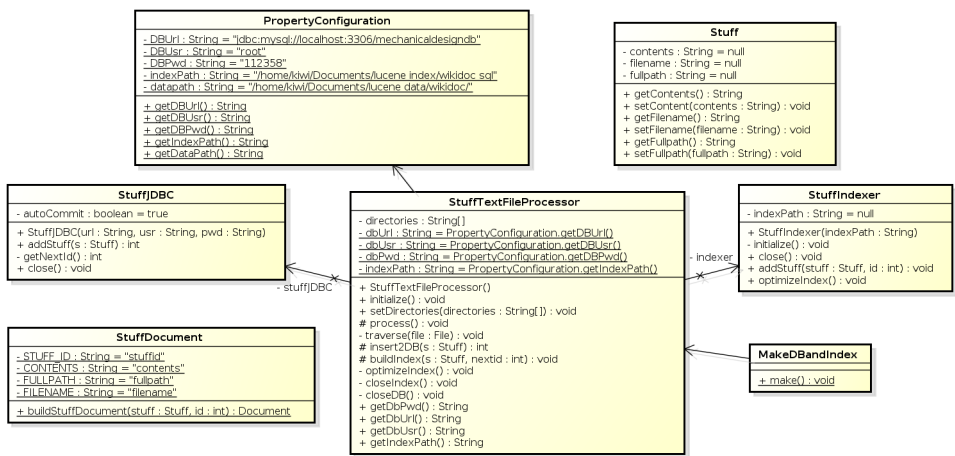 PropertyConfiguration
- DBUrl : String = "jdbc:mysql://localhost:3306/mechanicaldesigndb"
- DBUsr : String = "root"
- DBPwd : String = "112358"
- indexPath : String = "/home/kiwi/Documents/lucene index/wikidoc sql"
- datapath : String = "/home/kiwi/Documents/lucene data/wikidoc/"
+ getDBUrl() : String
+ getDBUsr() : String
+ getDBPwd() : String
+ getIndexPath() : String
+ getDataPath() : String
Stuff
- contents : String = null
- filename : String = null
- fullpath : String = null
+ getContents() : String
+ setContent(contents : String) : void
+ getFilename() : String
+ setFilename(filename : String) : void
+ getFullpath() : String
+ setFullpath(fullpath : String) : void
StuffJDBC
- autoCommit : boolean = true
+ StuffJDBC(url : String, usr : String, pwd : String)
+ addStuff(s : Stuff) : int
- getNextId() : int
+ close() : void
- stuffJDBC
StuffTextFileProcessor
- directories : String[]
- dbUrl : String = PropertyConfiguration.getDBUrl()
- dbUsr : String = PropertyConfiguration.getDBUsr()
- dbPwd : String = PropertyConfiguration.getDBPwd()
- indexPath : String = PropertyConfiguration.getIndexPath()
+ StuffTextFileProcessor()
+ initialize() : void
+ setDirectories(directories : String[]) : void
# process() : void
- traverse(file : File) : void
# insert2DB(s : Stuff) : int
# buildIndex(s : Stuff, nextid : int) : void
- optimizeIndex() : void
- closeIndex() : void
- closeDB() : void
+ getDbPwd() : String
+ getDbUrl() : String
+ getDbUsr() : String
+ getIndexPath() : String
- indexer
StuffIndexer
- indexPath : String = null
+ StuffIndexer(indexPath : String)
- initialize() : void
+ close() : void
+ addStuff(stuff : Stuff, id : int) : void
+ optimizeIndex() : void
StuffDocument
- STUFF_ID : String = "stuffid"
- CONTENTS : String = "contents"
- FULLPATH : String = "fullpath"
- FILENAME : String = "filename"
+ buildStuffDocument(stuff : Stuff, id : int) : Document
MakeDBandIndex
+ make() : void